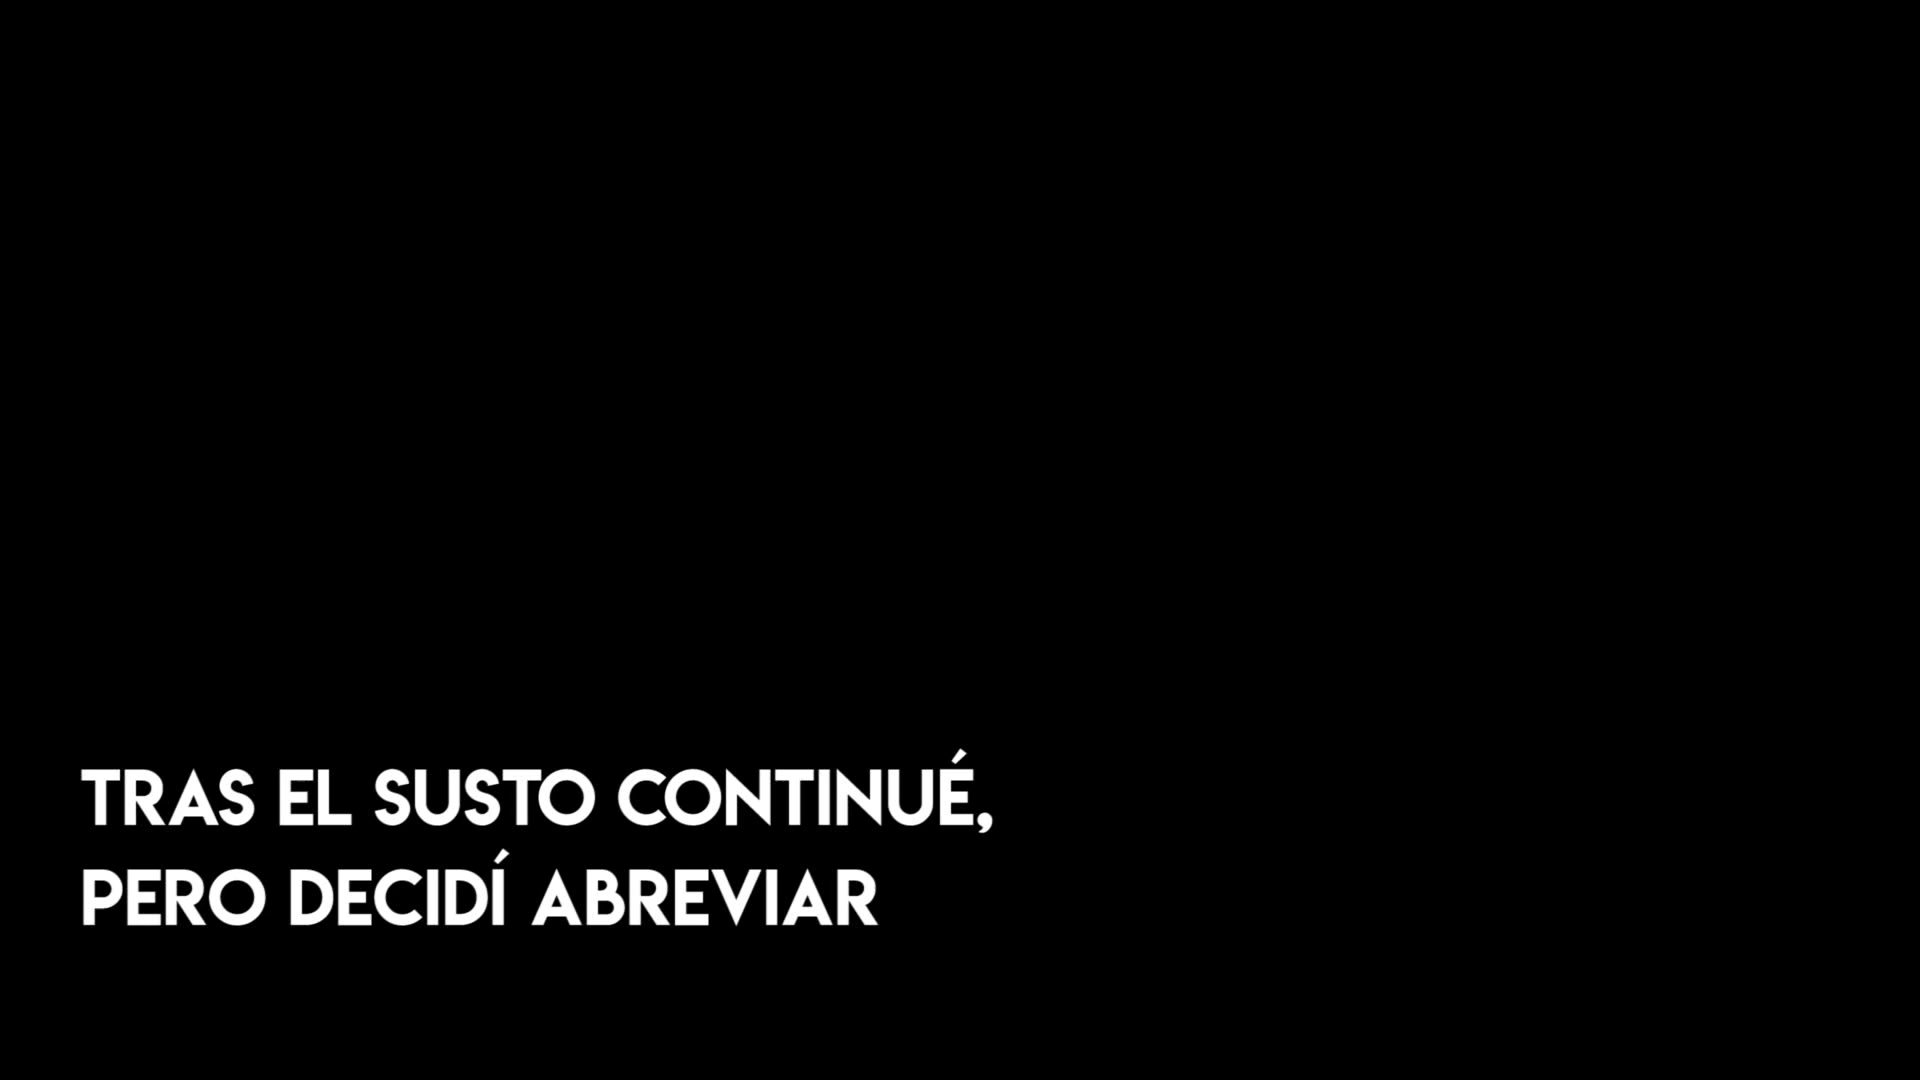 TRAS EL SUSTO CONTINUÉ,
PERO DECIDÍ ABREVIAR